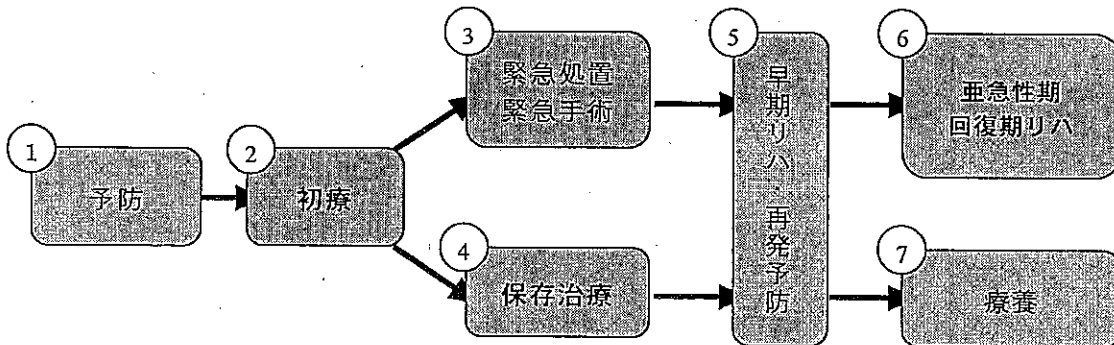 ①
予防
②
初療
③
緊急処置
緊急手術
④
保存治療
⑤
早期リハ・再発予防
⑥
亜急性期
回復期リハ
⑦
療養